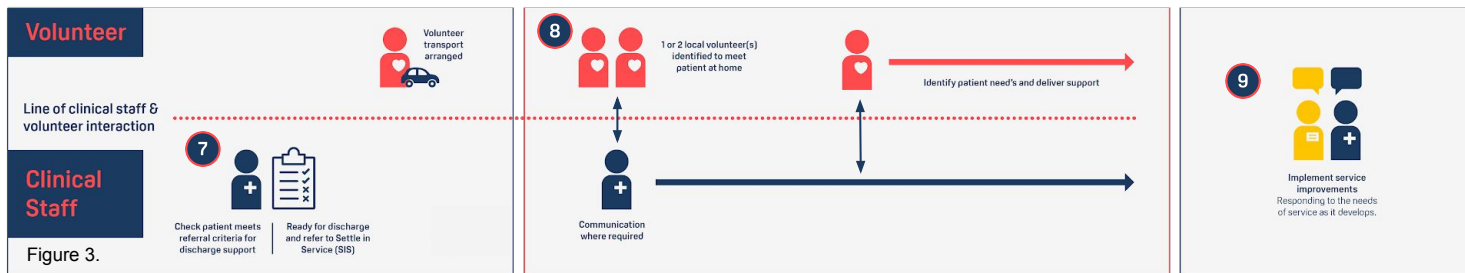 Volunteer
Volunteer
transport
arranged
8
1 or 2 local volunteer(s)
identified to meet
patient at home
Identify patient need's and deliver support
9
Line of clinical staff &
volunteer interaction
7
Clinical
Staff
Check patient meets
referral criteria for
discharge support
Ready for discharge
and refer to Settle in
Service (SIS)
Communication
where required
Implement service
improvements
Responding to the needs
of service as it develops.
Figure 3.